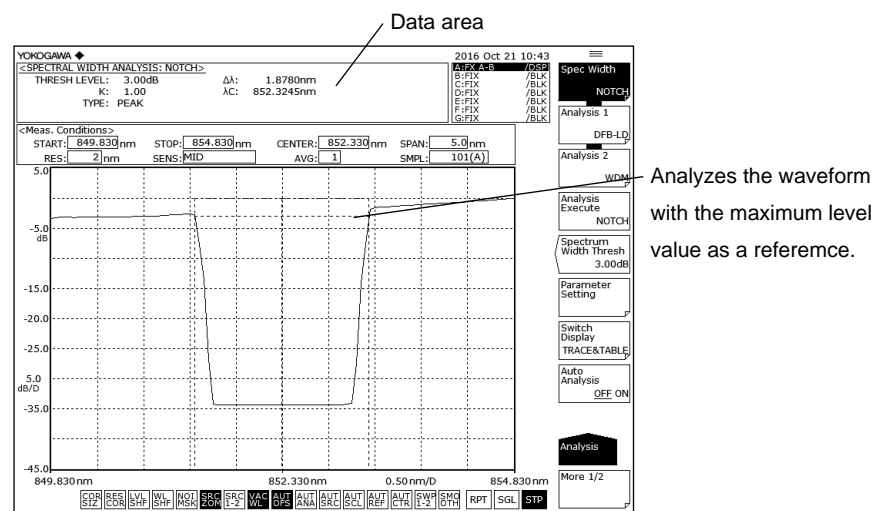 Data area
YOKOGAWA ◆
2016 Oct 21 10:43
<SPECTRAL WIDTH ANALYSIS: NOTCH>
THRESH LEVEL: 3.00dB Δλ: 1.8780nm
K: 1.00 λC: 852.3245nm
TYPE: PEAK
A:FX A-B /DSP
B:FIX /BLK
C:FIX /BLK
D:FIX /BLK
E:FIX /BLK
F:FIX /BLK
G:FIX /BLK
<Meas. Conditions>
START: 849.830 nm STOP: 854.830 nm CENTER: 852.330 nm SPAN: 5.0 nm
RES: 2 nm SENS: MID AVG: 1 SMPL: 101(A)
5.0
-5.0
dB
-15.0
-20.0
-25.0
5.0
dB/D
-35.0
-45.0
849.830nm 852.330nm 0.50nm/D 854.830nm
COR SIZ
RES COR
LVL SHF
WL SHF
NOI MSK
SRC ZOM
SRC 1-2
VAC WL
AUT OFS
AUT ANA
AUT SRC
AUT SCL
AUT REF
AUT CTR
SWP 1-2
SMO OTH
RPT SGL STP
Spec Width
NOTCH
Analysis 1
DFB-LD
Analysis 2
WDM
Analysis
Execute
NOTCH
Spectrum
Width Thresh
3.00dB
Parameter
Setting
Switch
Display
TRACE&TABLE
Auto
Analysis
OFF ON
Analysis
More 1/2
Analyzes the waveform
with the maximum level
value as a referemce.